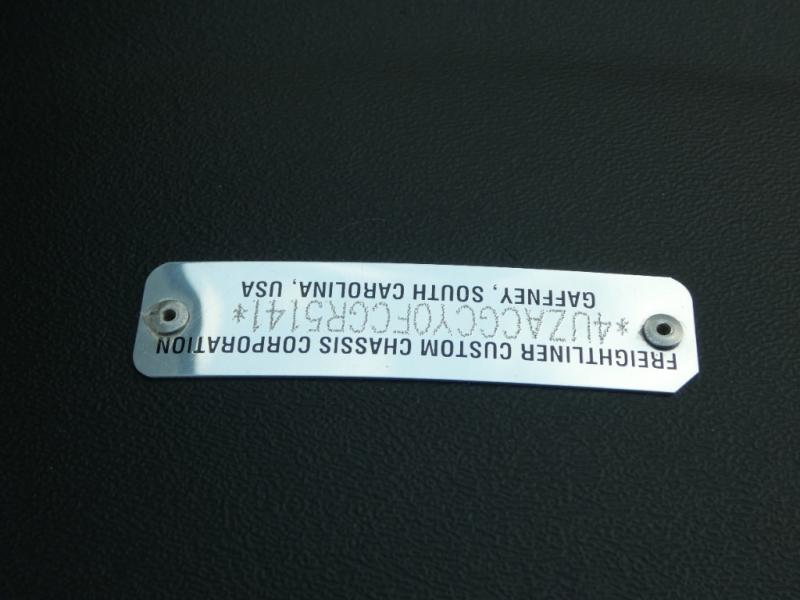 FREIGHTLINER CUSTOM CHASSIS CORPORATION
*4UZACGCY0FCGR5141*
GAFFNEY, SOUTH CAROLINA, USA